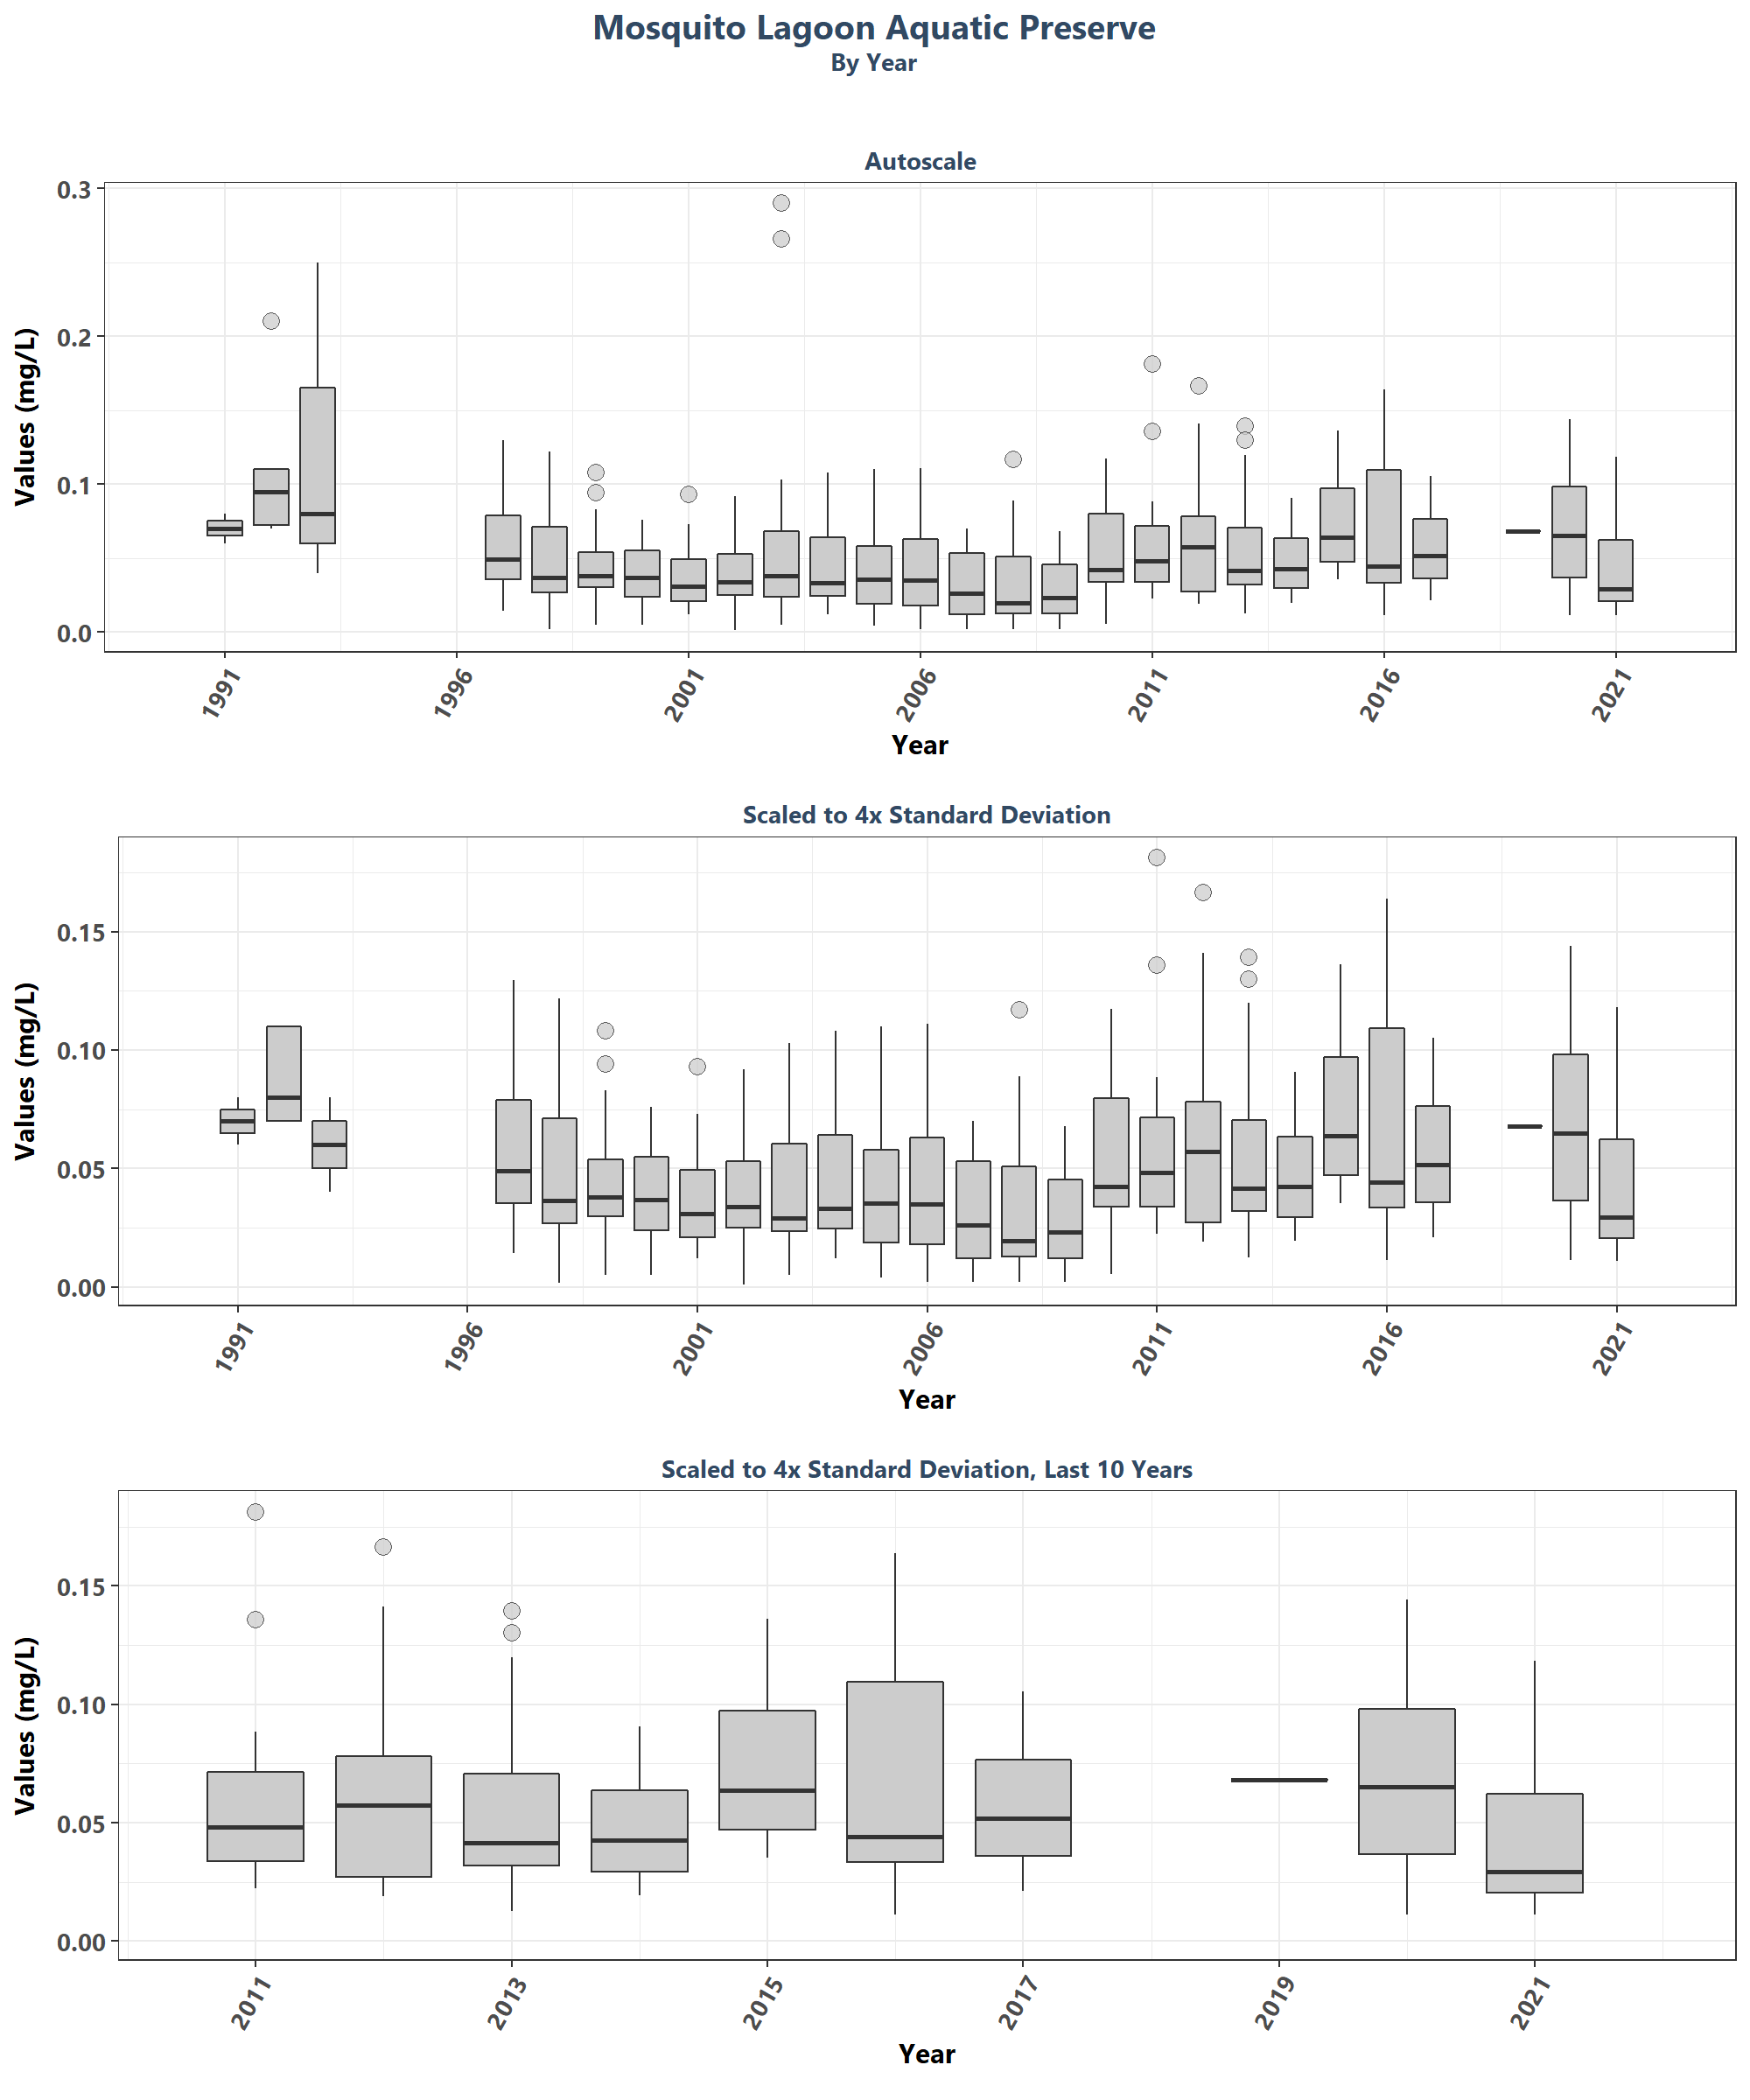 Mosquito Lagoon Aquatic Preserve
By Year
Autoscale
Values (mg/L)
0.3
0.2
0.1
0.0
1991 1996 2001 2006 2011 2016 2021
Year
Scaled to 4x Standard Deviation
Values (mg/L)
0.15
0.10
0.05
0.00
1991 1996 2001 2006 2011 2016 2021
Year
Scaled to 4x Standard Deviation, Last 10 Years
Values (mg/L)
0.15
0.10
0.05
0.00
2011 2013 2015 2017 2019 2021
Year